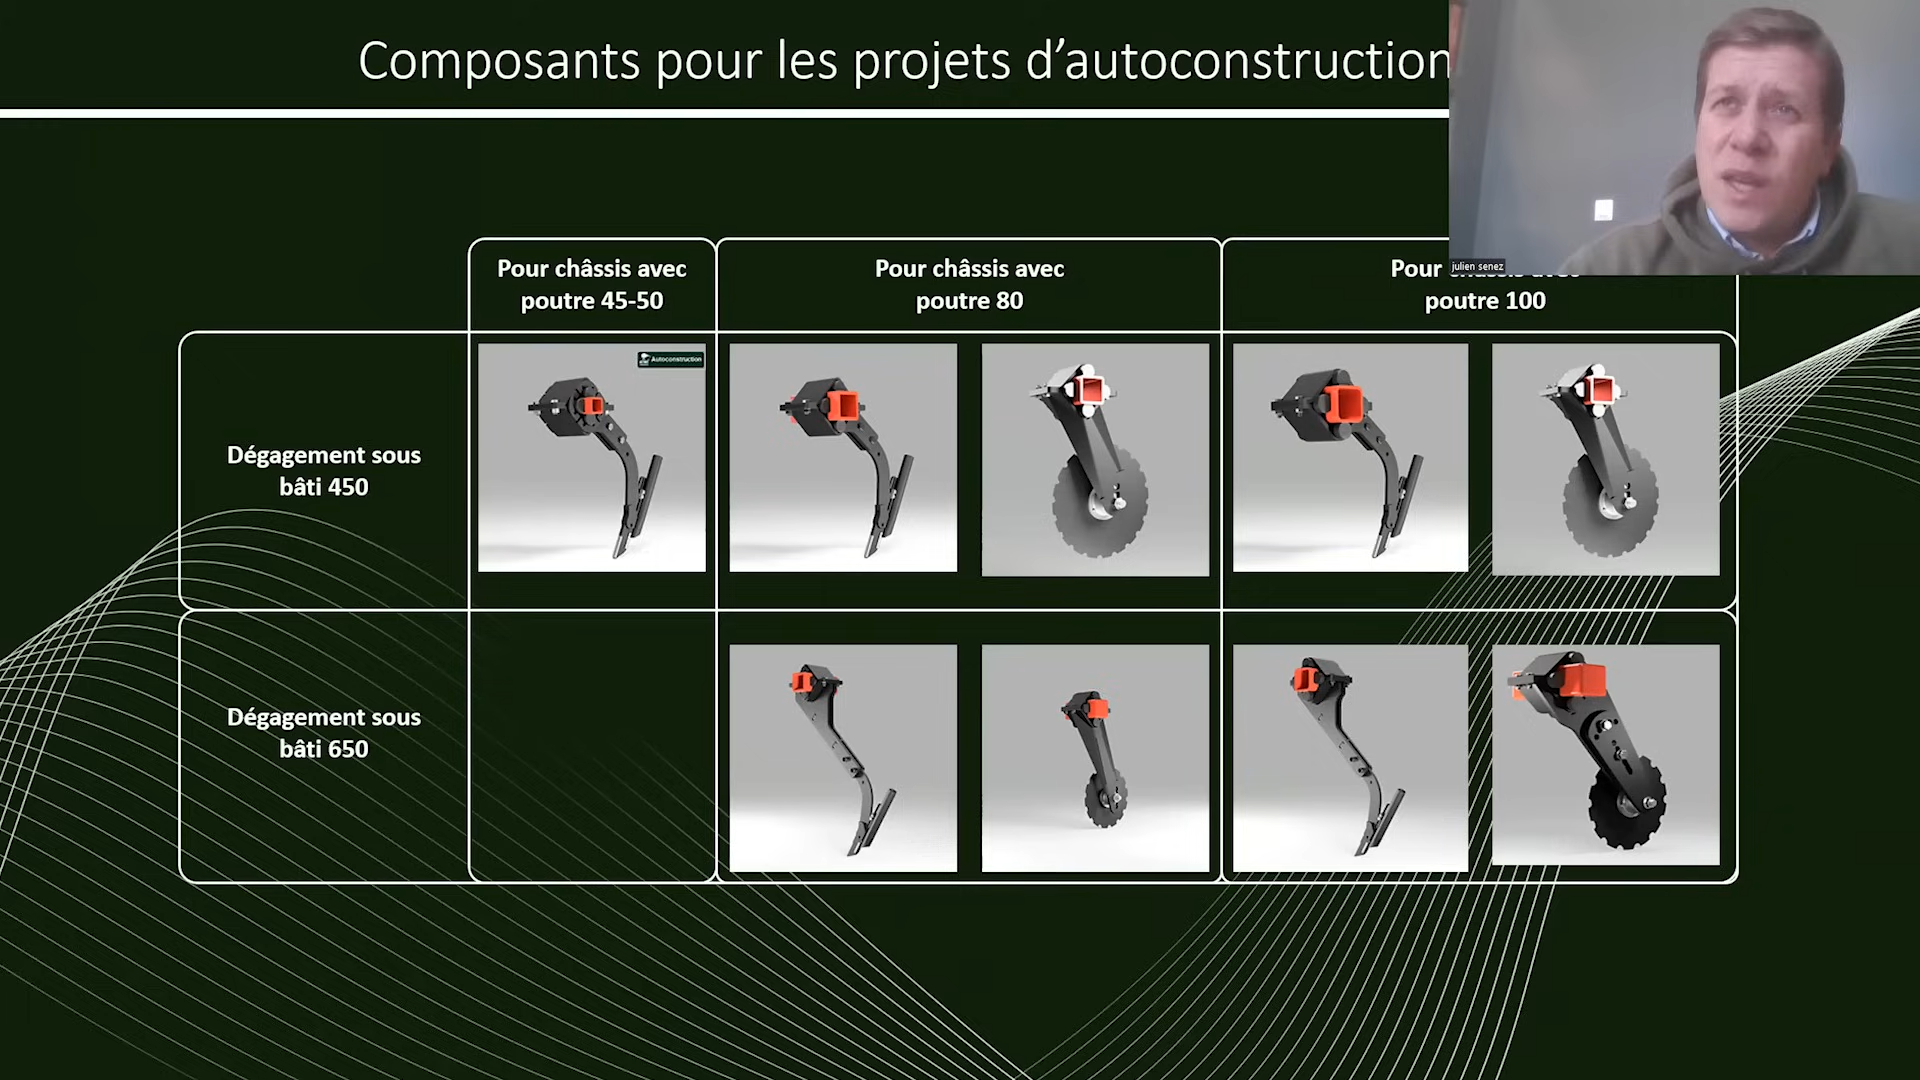 Composants pour les projets d’autoconstruction
julien senez
Pour châssis avec
poutre 45-50
Pour châssis avec
poutre 80
Pour
poutre 100
Autoconstruction
Dégagement sous
bâti 450
Dégagement sous
bâti 650